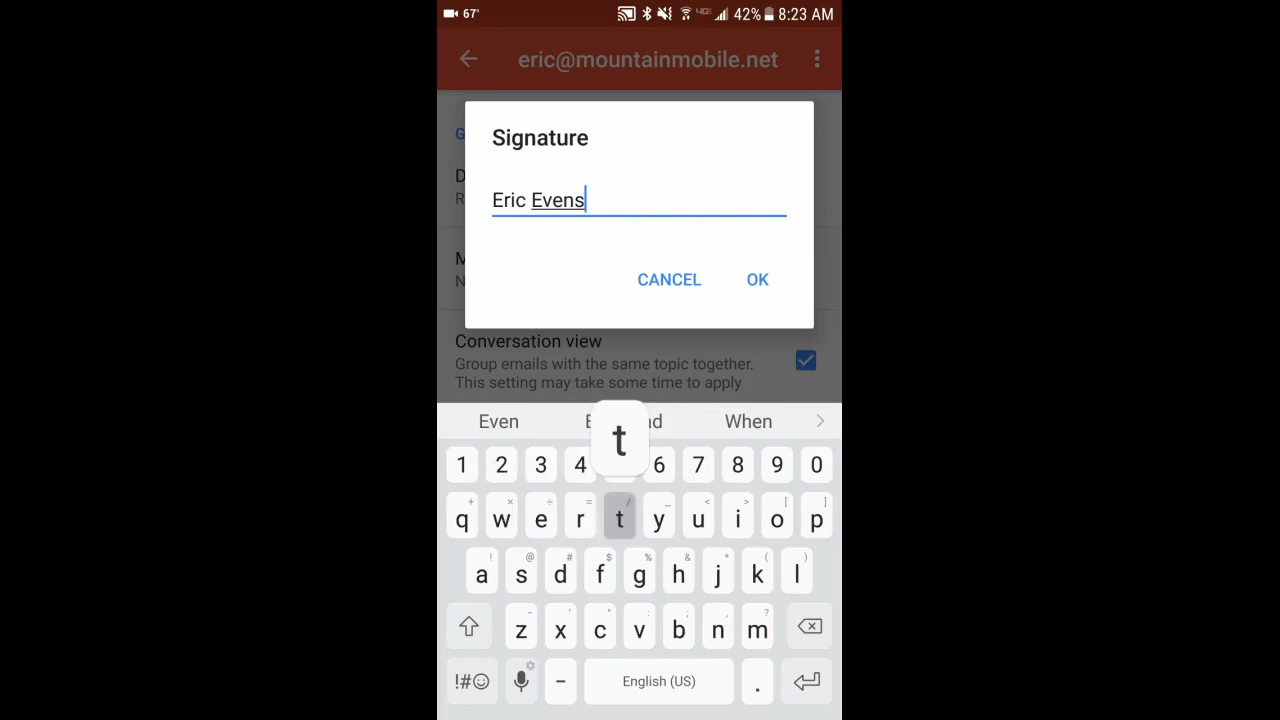 67°
42% 8:23 AM
eric@mountainmobile.net
Signature
Eric Evens
CANCEL OK
Conversation view
Group emails with the same topic together.
This setting may take some time to apply
Even When
t
1 2 3 4 6 7 8 9 0
q w e r t y u i o p
a s d f g h j k l
z x c v b n m
!#☺ - English (US) .